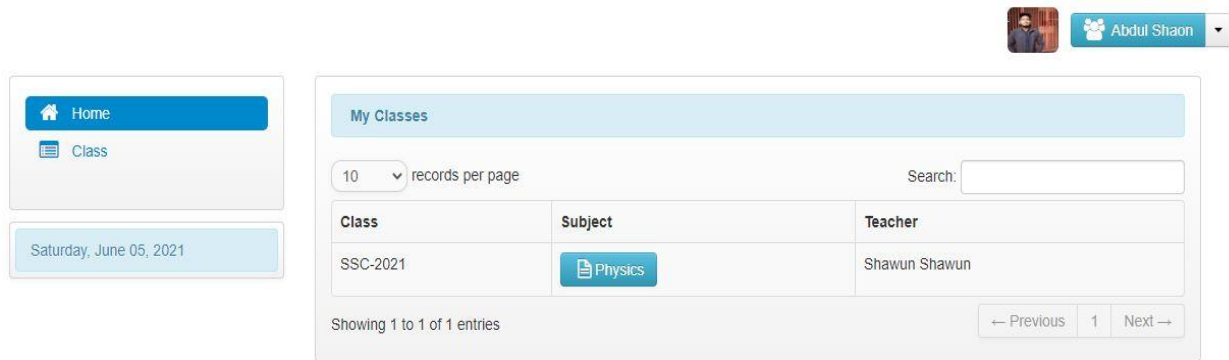 Abdul Shaon
Home
Class
Saturday, June 05, 2021
My Classes
10 records per page
Search:
Class Subject Teacher
SSC-2021 Physics Shawun Shawun
Showing 1 to 1 of 1 entries
← Previous 1 Next →